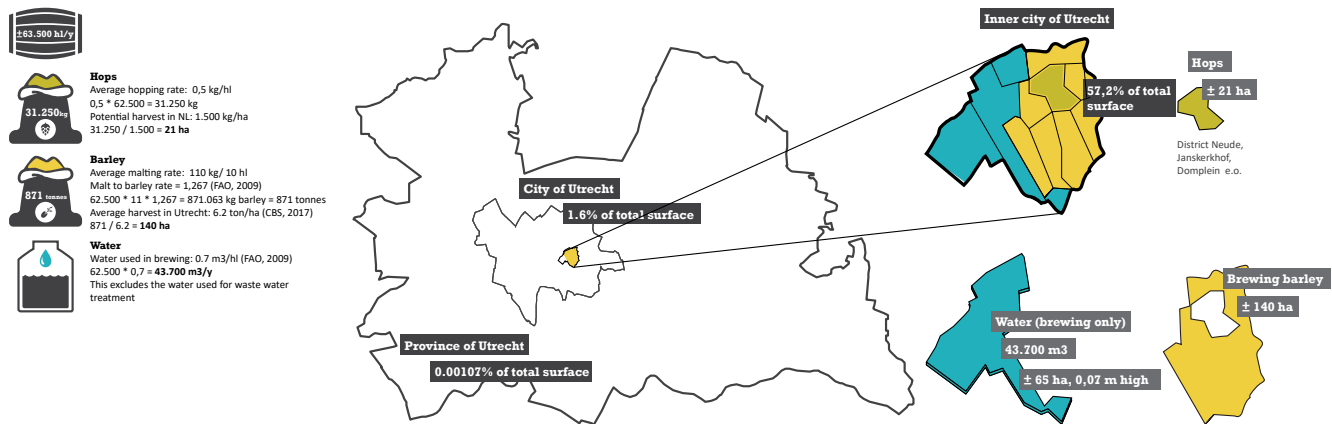 ±63.500 hl/y
Hops
Average hopping rate: 0,5 kg/hl
0,5 * 62.500 = 31.250 kg
Potential harvest in NL: 1.500 kg/ha
31.250 / 1.500 = 21 ha
31.250kg
Barley
Average malting rate: 110 kg/ 10 hl
Malt to barley rate = 1,267 (FAO, 2009)
62.500 * 11 * 1,267 = 871.063 kg barley = 871 tonnes
Average harvest in Utrecht: 6.2 ton/ha (CBS, 2017)
871 / 6.2 = 140 ha
871 tonnes
Water
Water used in brewing: 0.7 m3/hl (FAO, 2009)
62.500 * 0,7 = 43.700 m3/y
This excludes the water used for waste water
treatment
City of Utrecht
1.6% of total surface
Province of Utrecht
0.00107% of total surface
Inner city of Utrecht
57,2% of total
surface
Hops
± 21 ha
District Neude,
Janskerkhof,
Domplein e.o.
Water (brewing only)
43.700 m3
± 65 ha, 0,07 m high
Brewing barley
± 140 ha